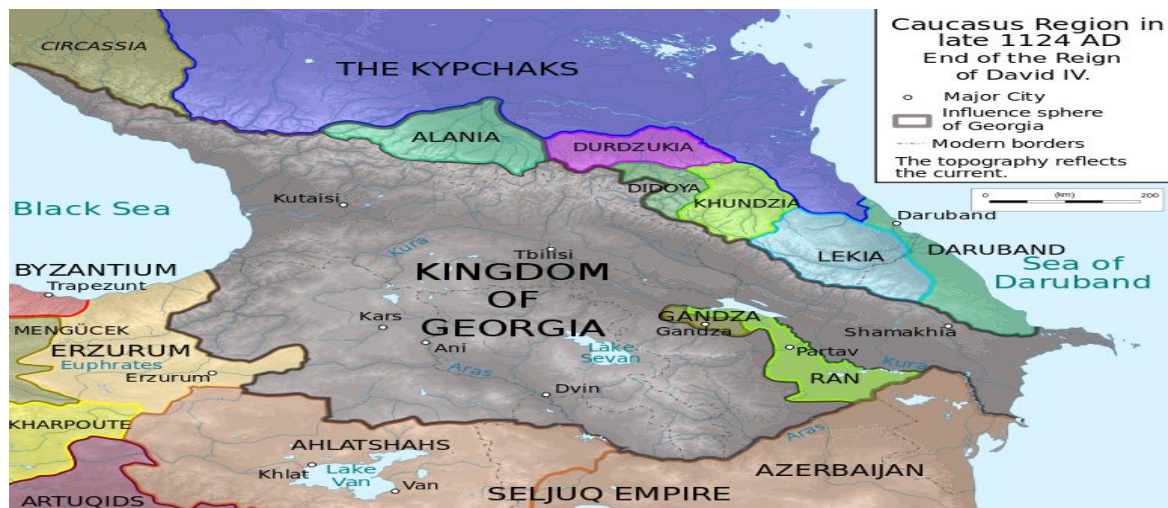 Caucasus Region in
late 1124 AD
End of the Reign
of David IV.
Major City
Influence sphere
of Georgia
Modern borders
The topography reflects
the current.
0 (km) 200
CIRCASSIA
THE KYPCHAKS
ALANIA
DURDZUKIA
DIDOYA
KHUNDZIA
Kutaisi
Black Sea
Daruband
DARUBAND
LEKIA
Sea of
Daruband
Kura
Tbilisi
KINGDOM
OF
GEORGIA
BYZANTIUM
Trapezunt
MENGÜCEK
ERZURUM
Euphrates
Erzurum
Kars
Ani
Lake
Sevan
GANDZA
Gandza
Shamakhia
Partav
Kura
RAN
Aras
Dvin
KHARPOUTE
AHLATSHAHS
Khlat
Lake
Van
Van
Aras
AZERBAIJAN
SELJUQ EMPIRE
ARTUQIDS